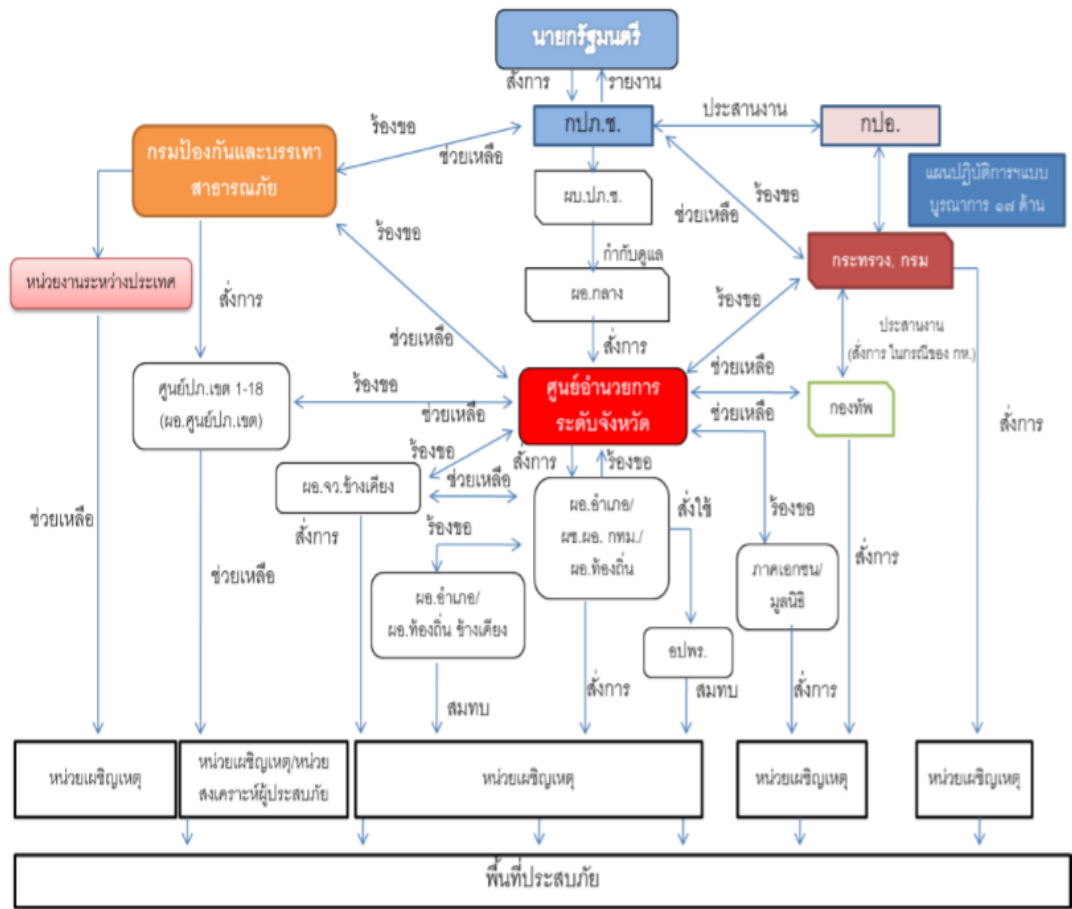 นายกรัฐมนตรี
สั่งการ
รายงาน
กปภ.ช.
ประสานงาน
กปอ.
ร้องขอ
ช่วยเหลือ
กรมป้องกันและบรรเทา
สาธารณภัย
แผนปฏิบัติการฯแบบ
บูรณาการ ๑๗ ด้าน
ผบ.ปภ.ช.
ร้องขอ
ช่วยเหลือ
ร้องขอ
กำกับดูแล
กระทรวง, กรม
หน่วยงานระหว่างประเทศ
สั่งการ
ผอ.กลาง
ร้องขอ
ช่วยเหลือ
สั่งการ
ประสานงาน
(สั่งการ ในกรณีของ กห.)
ช่วยเหลือ
ศูนย์ปภ.เขต 1-18
(ผอ.ศูนย์ปภ.เขต)
ร้องขอ
ช่วยเหลือ
ศูนย์อำนวยการ
ระดับจังหวัด
ช่วยเหลือ
กองทัพ
สั่งการ
ร้องขอ
ช่วยเหลือ
สั่งการ
ร้องขอ
ผอ.จว.ข้างเคียง
ผอ.อำเภอ/
ผช.ผอ. กทม./
ผอ.ท้องถิ่น
สั่งใช้
ร้องขอ
ช่วยเหลือ
สั่งการ
ร้องขอ
สั่งการ
ช่วยเหลือ
ผอ.อำเภอ/
ผอ.ท้องถิ่น ข้างเคียง
ภาคเอกชน/
มูลนิธิ
อปพร.
สมทบ
สั่งการ
สมทบ
สั่งการ
หน่วยเผชิญเหตุ
หน่วยเผชิญเหตุ/หน่วย
สงเคราะห์ผู้ประสบภัย
หน่วยเผชิญเหตุ
หน่วยเผชิญเหตุ
หน่วยเผชิญเหตุ
พื้นที่ประสบภัย